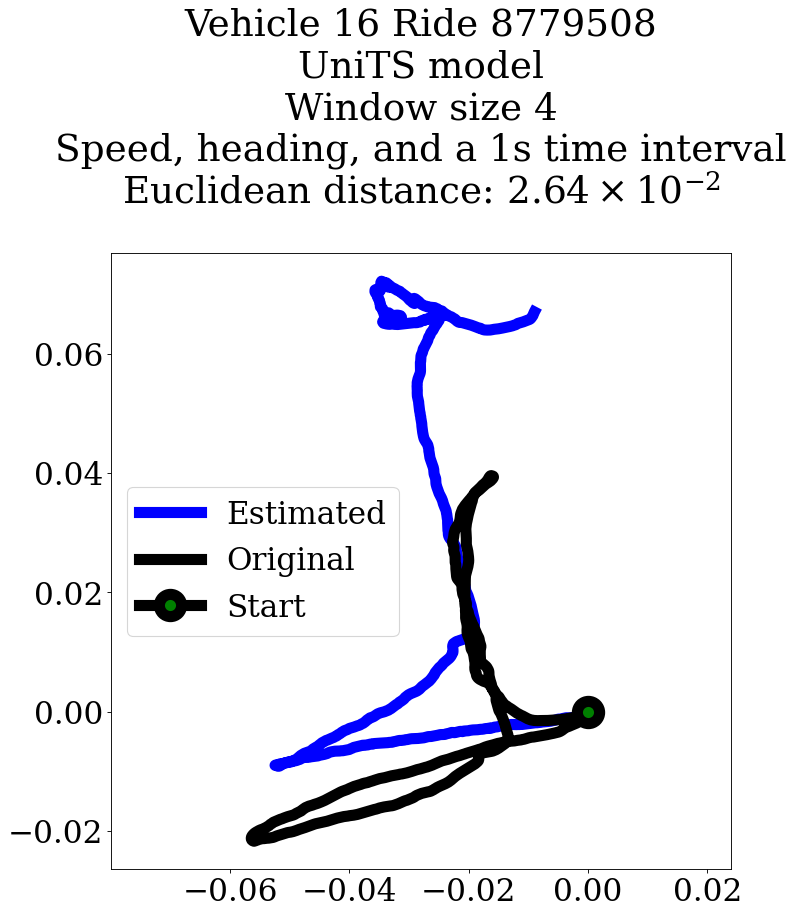 Vehicle 16 Ride 8779508
UniTS model
Window size 4
Speed, heading, and a 1s time interval
Euclidean distance: 2.64 × 10⁻²
0.06
0.04
0.02
0.00
−0.02
Estimated
Original
Start
−0.06 −0.04 −0.02 0.00 0.02